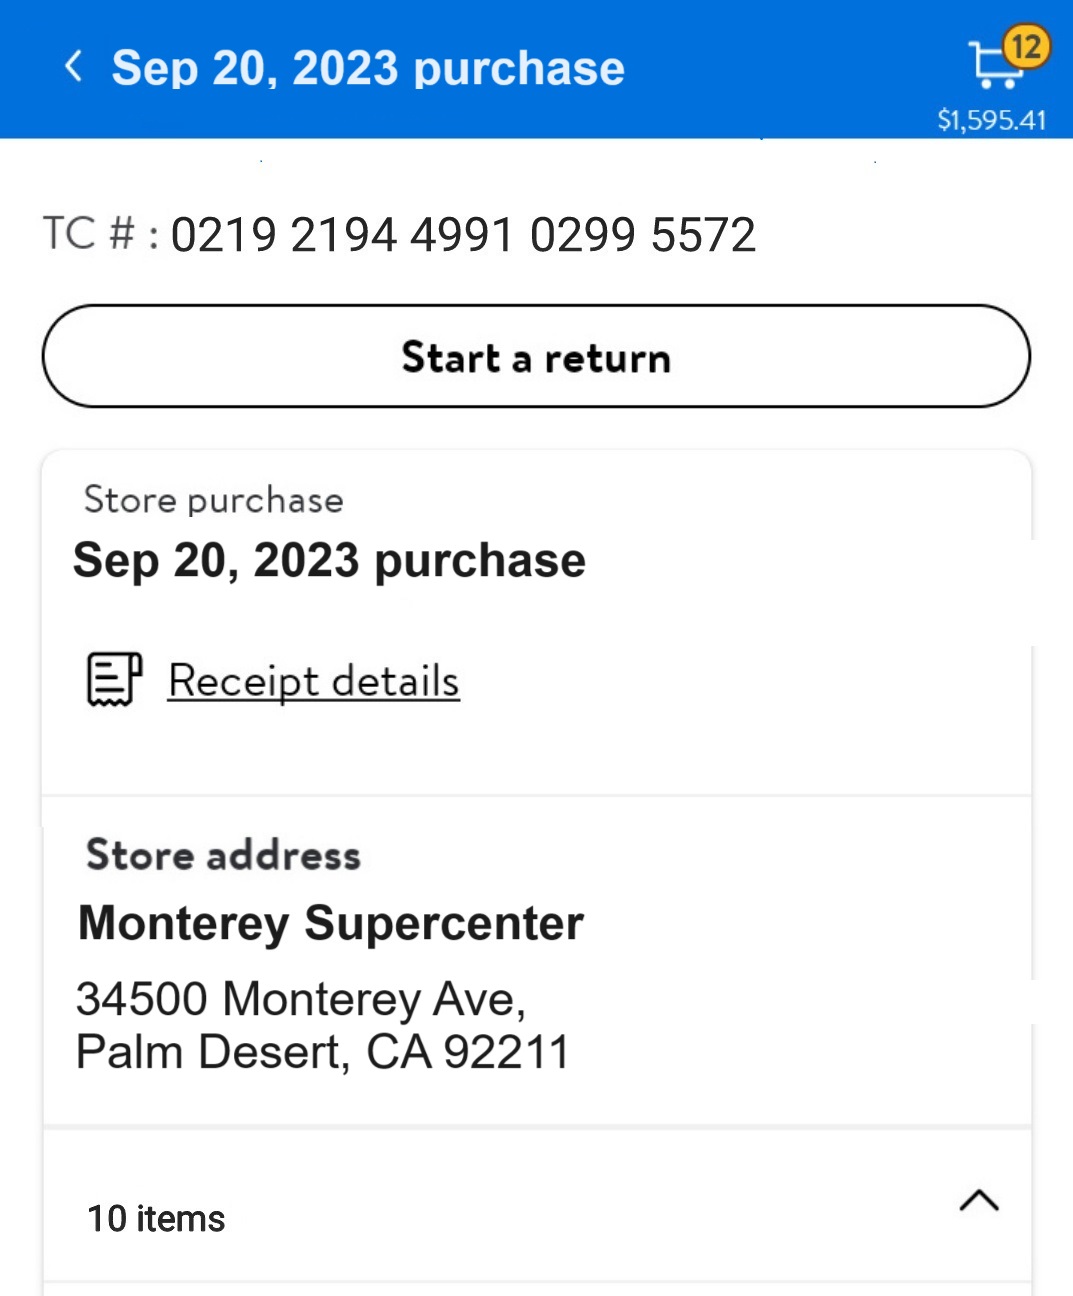 Sep 20, 2023 purchase
12
$1,595.41
TC # : 0219 2194 4991 0299 5572
Start a return
Store purchase
Sep 20, 2023 purchase
Receipt details
Store address
Monterey Supercenter
34500 Monterey Ave,
Palm Desert, CA 92211
10 items